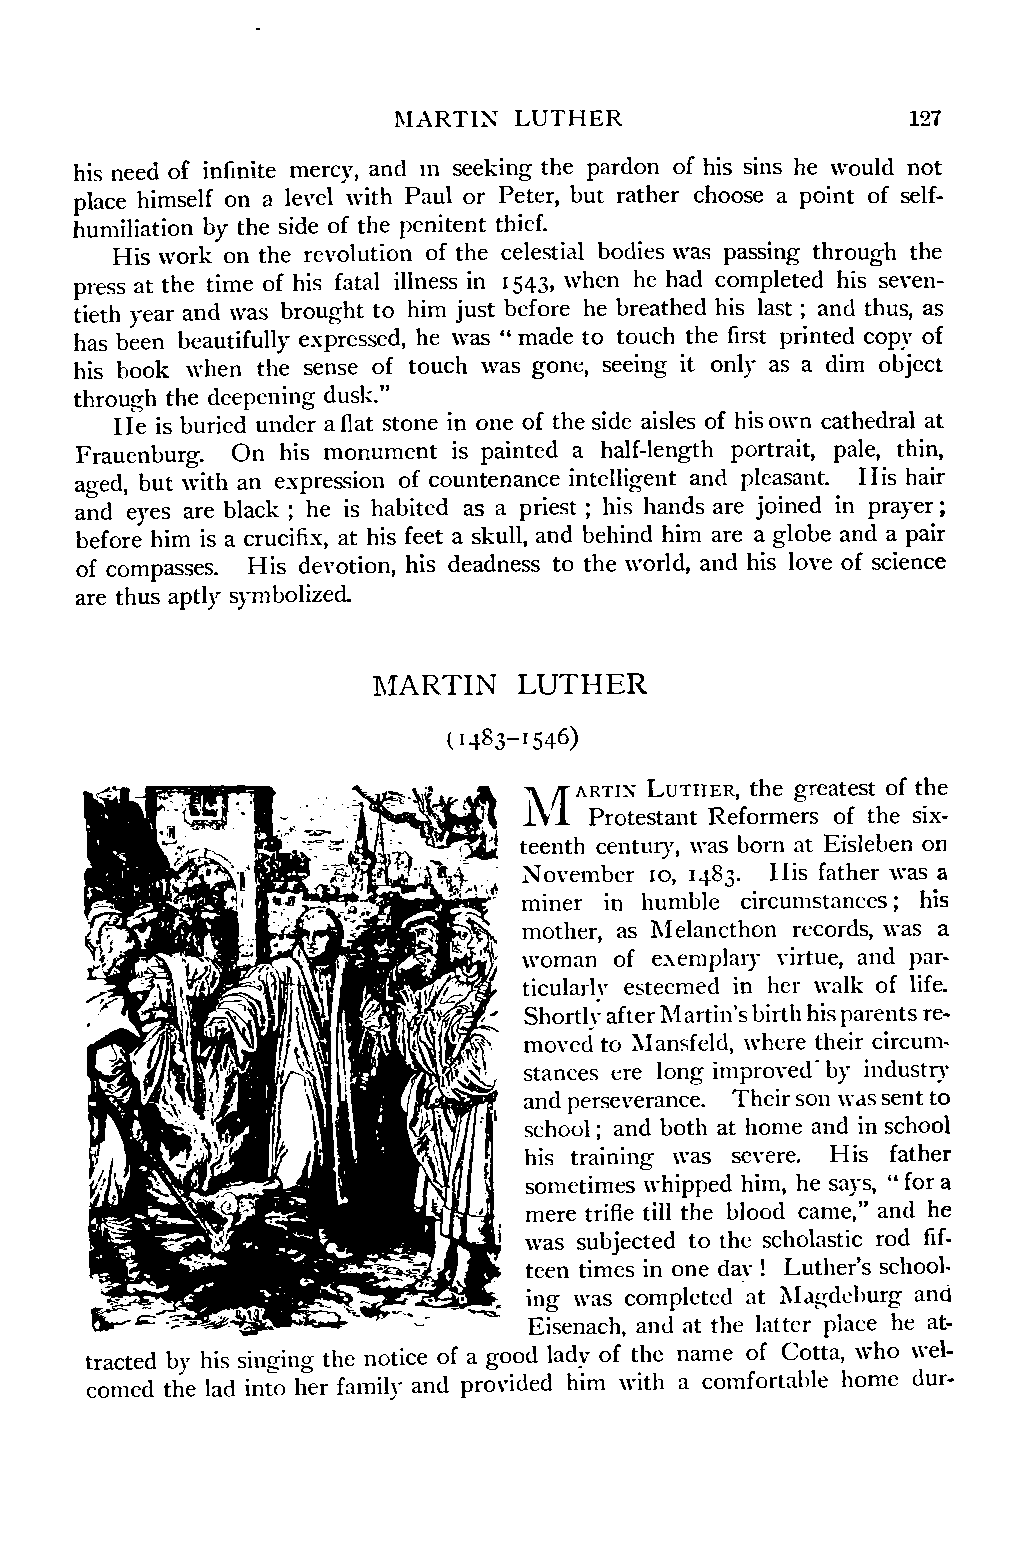 MARTIN LUTHER 127
his need of infinite mercy, and in seeking the pardon of his sins he would not
place himself on a level with Paul or Peter, but rather choose a point of self-
humiliation by the side of the penitent thief.
His work on the revolution of the celestial bodies was passing through the
press at the time of his fatal illness in 1543, when he had completed his seven-
tieth year and was brought to him just before he breathed his last ; and thus, as
has been beautifully expressed, he was “ made to touch the first printed copy of
his book when the sense of touch was gone, seeing it only as a dim object
through the deepening dusk.”
He is buried under a flat stone in one of the side aisles of his own cathedral at
Frauenburg. On his monument is painted a half-length portrait, pale, thin,
aged, but with an expression of countenance intelligent and pleasant. His hair
and eyes are black ; he is habited as a priest ; his hands are joined in prayer ;
before him is a crucifix, at his feet a skull, and behind him are a globe and a pair
of compasses. His devotion, his deadness to the world, and his love of science
are thus aptly symbolized.
MARTIN LUTHER
(1483–1546)
MARTIN LUTHER, the greatest of the
Protestant Reformers of the six-
teenth century, was born at Eisleben on
November 10, 1483. His father was a
miner in humble circumstances ; his
mother, as Melancthon records, was a
woman of exemplary virtue, and par-
ticularly esteemed in her walk of life.
Shortly after Martin's birth his parents re-
moved to Mansfeld, where their circum-
stances ere long improved by industry
and perseverance. Their son was sent to
school ; and both at home and in school
his training was severe. His father
sometimes whipped him, he says, “ for a
mere trifle till the blood came,” and he
was subjected to the scholastic rod fif-
teen times in one day ! Luther's school-
ing was completed at Magdeburg and
Eisenach, and at the latter place he at-
tracted by his singing the notice of a good lady of the name of Cotta, who wel-
comed the lad into her family and provided him with a comfortable home dur-